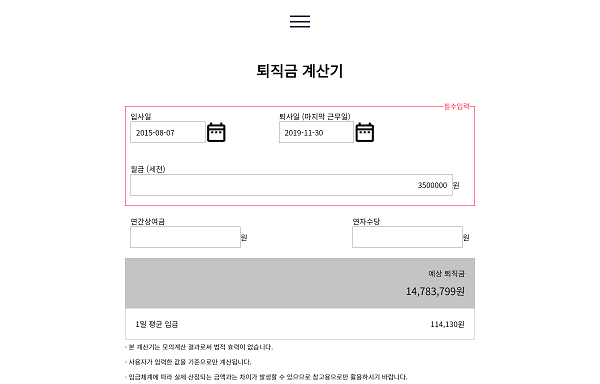 퇴직금 계산기
필수입력
입사일
퇴사일 (마지막 근무일)
2015-08-07
2019-11-30
월급 (세전)
3500000 원
연간상여금
연차수당
원
원
예상 퇴직금
14,783,799원
1일 평균 임금
114,130원
- 본 계산기는 모의계산 결과로써 법적 효력이 없습니다.
- 사용자가 입력한 값을 기준으로만 계산됩니다.
- 임금체계에 따라 실제 산정되는 금액과는 차이가 발생할 수 있으므로 참고용으로만 활용하시기 바랍니다.